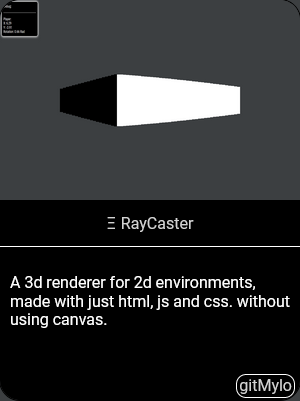 Ξ RayCaster
A 3d renderer for 2d environments,
made with just html, js and css. without
using canvas.
gitMylo